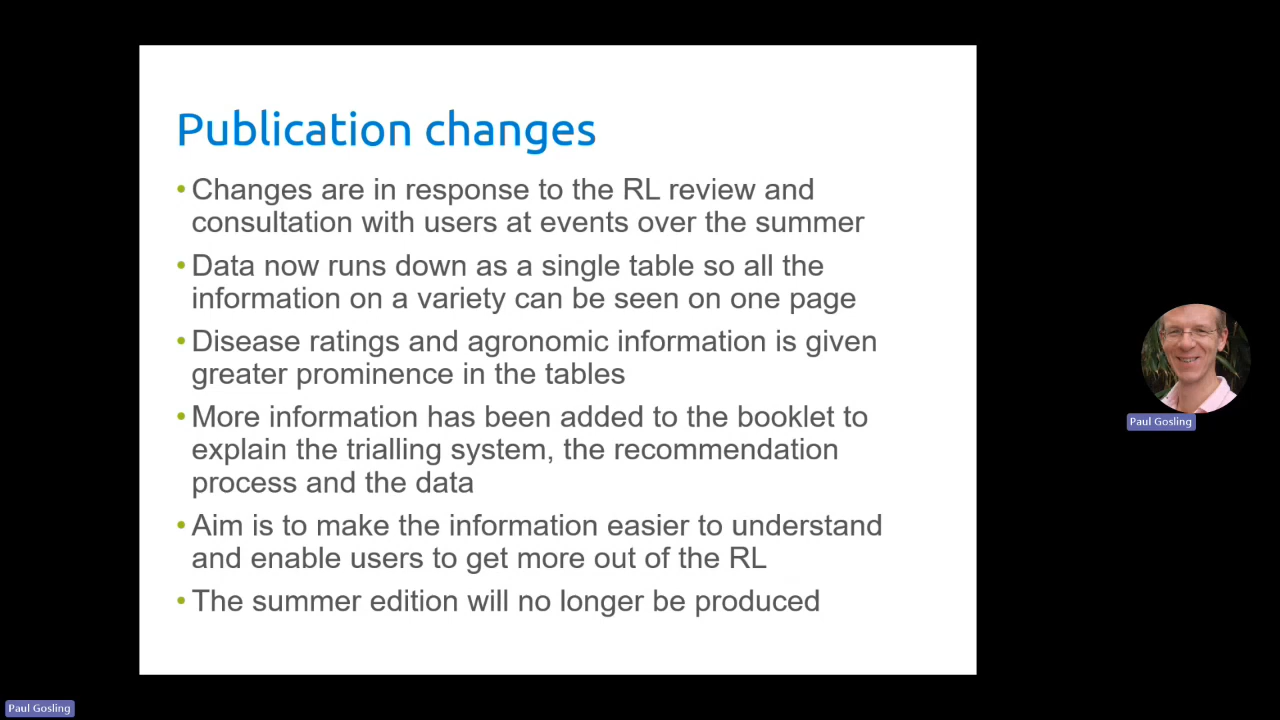 Publication changes
• Changes are in response to the RL review and
consultation with users at events over the summer
• Data now runs down as a single table so all the
information on a variety can be seen on one page
• Disease ratings and agronomic information is given
greater prominence in the tables
• More information has been added to the booklet to
explain the trialling system, the recommendation
process and the data
• Aim is to make the information easier to understand
and enable users to get more out of the RL
• The summer edition will no longer be produced
Paul Gosling
Paul Gosling